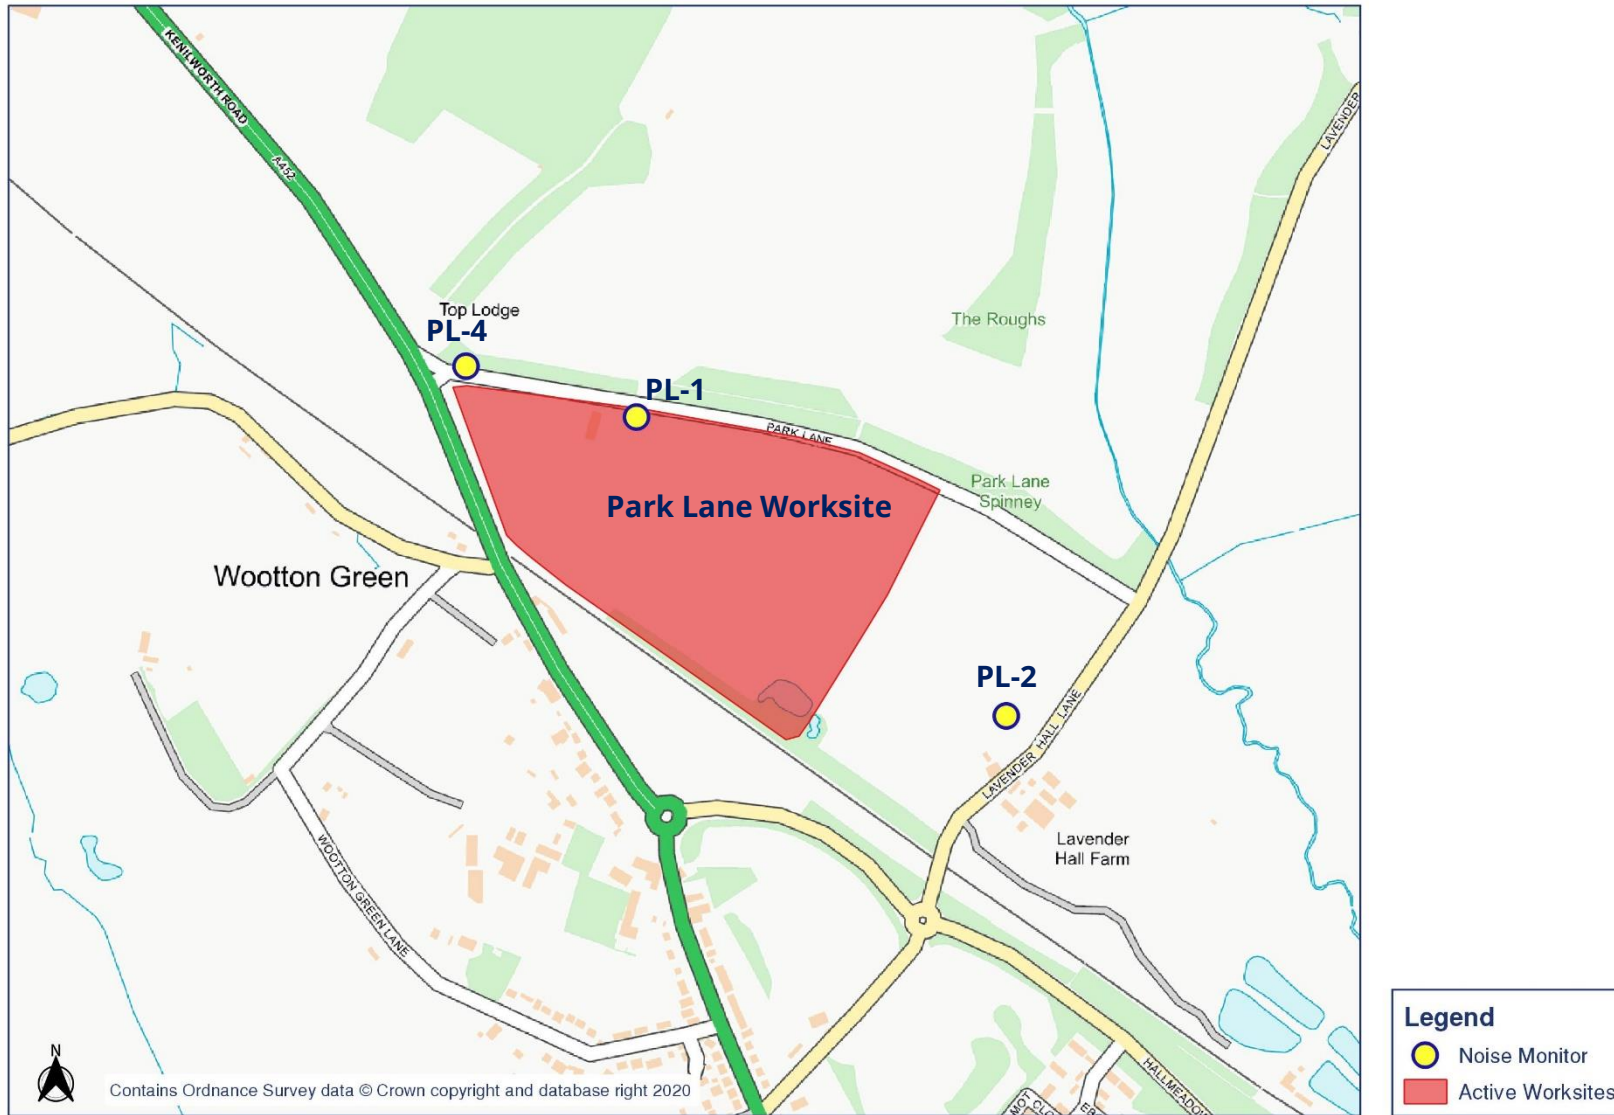 KENILWORTH ROAD
A452
LAVENDER
Top Lodge
PL-4
The Roughs
PL-1
PARK LANE
Park Lane
Spinney
Park Lane Worksite
Wootton Green
PL-2
LAVENDER HALL LANE
Lavender
Hall Farm
WOOTTON GREEN LANE
HALLMEADOW
N
Contains Ordnance Survey data © Crown copyright and database right 2020
Legend
Noise Monitor
Active Worksites